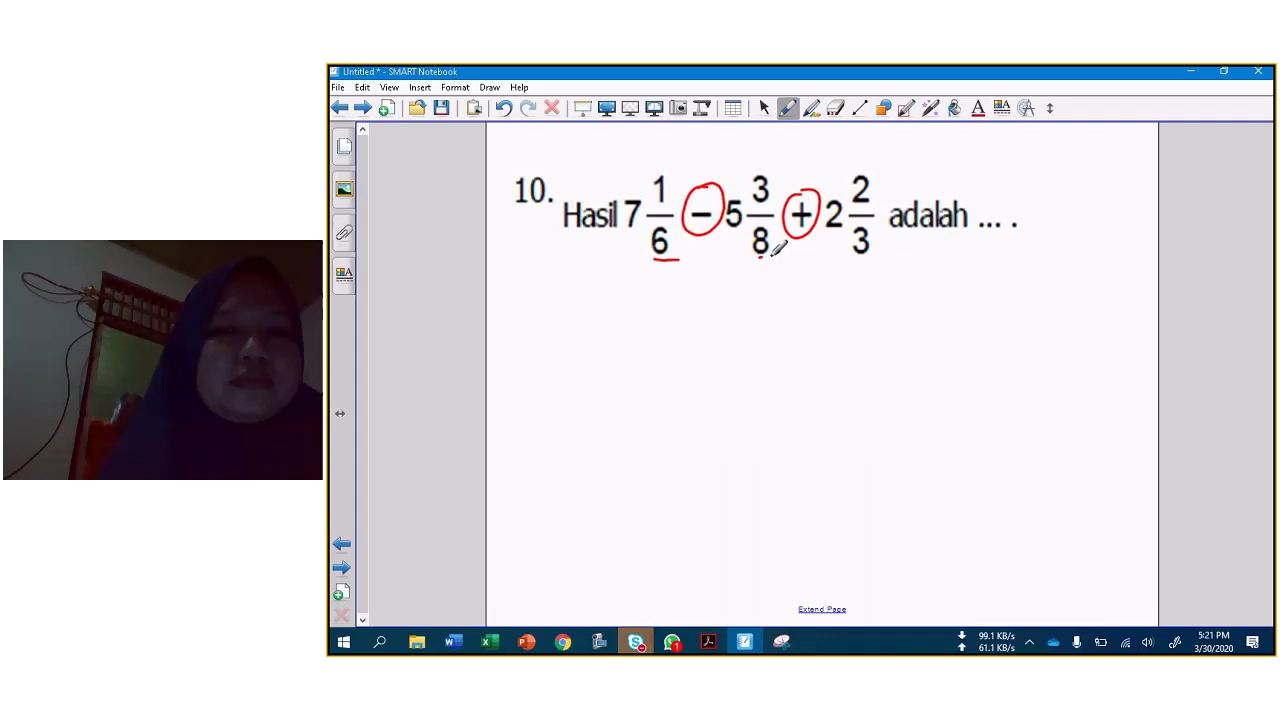 Untitled * - SMART Notebook
File Edit View Insert Format Draw Help
10. Hasil 7 1/6 − 5 3/8 + 2 2/3 adalah ... .
Extend Page
99.1 KB/s
61.1 KB/s
5:21 PM
3/30/2020
1